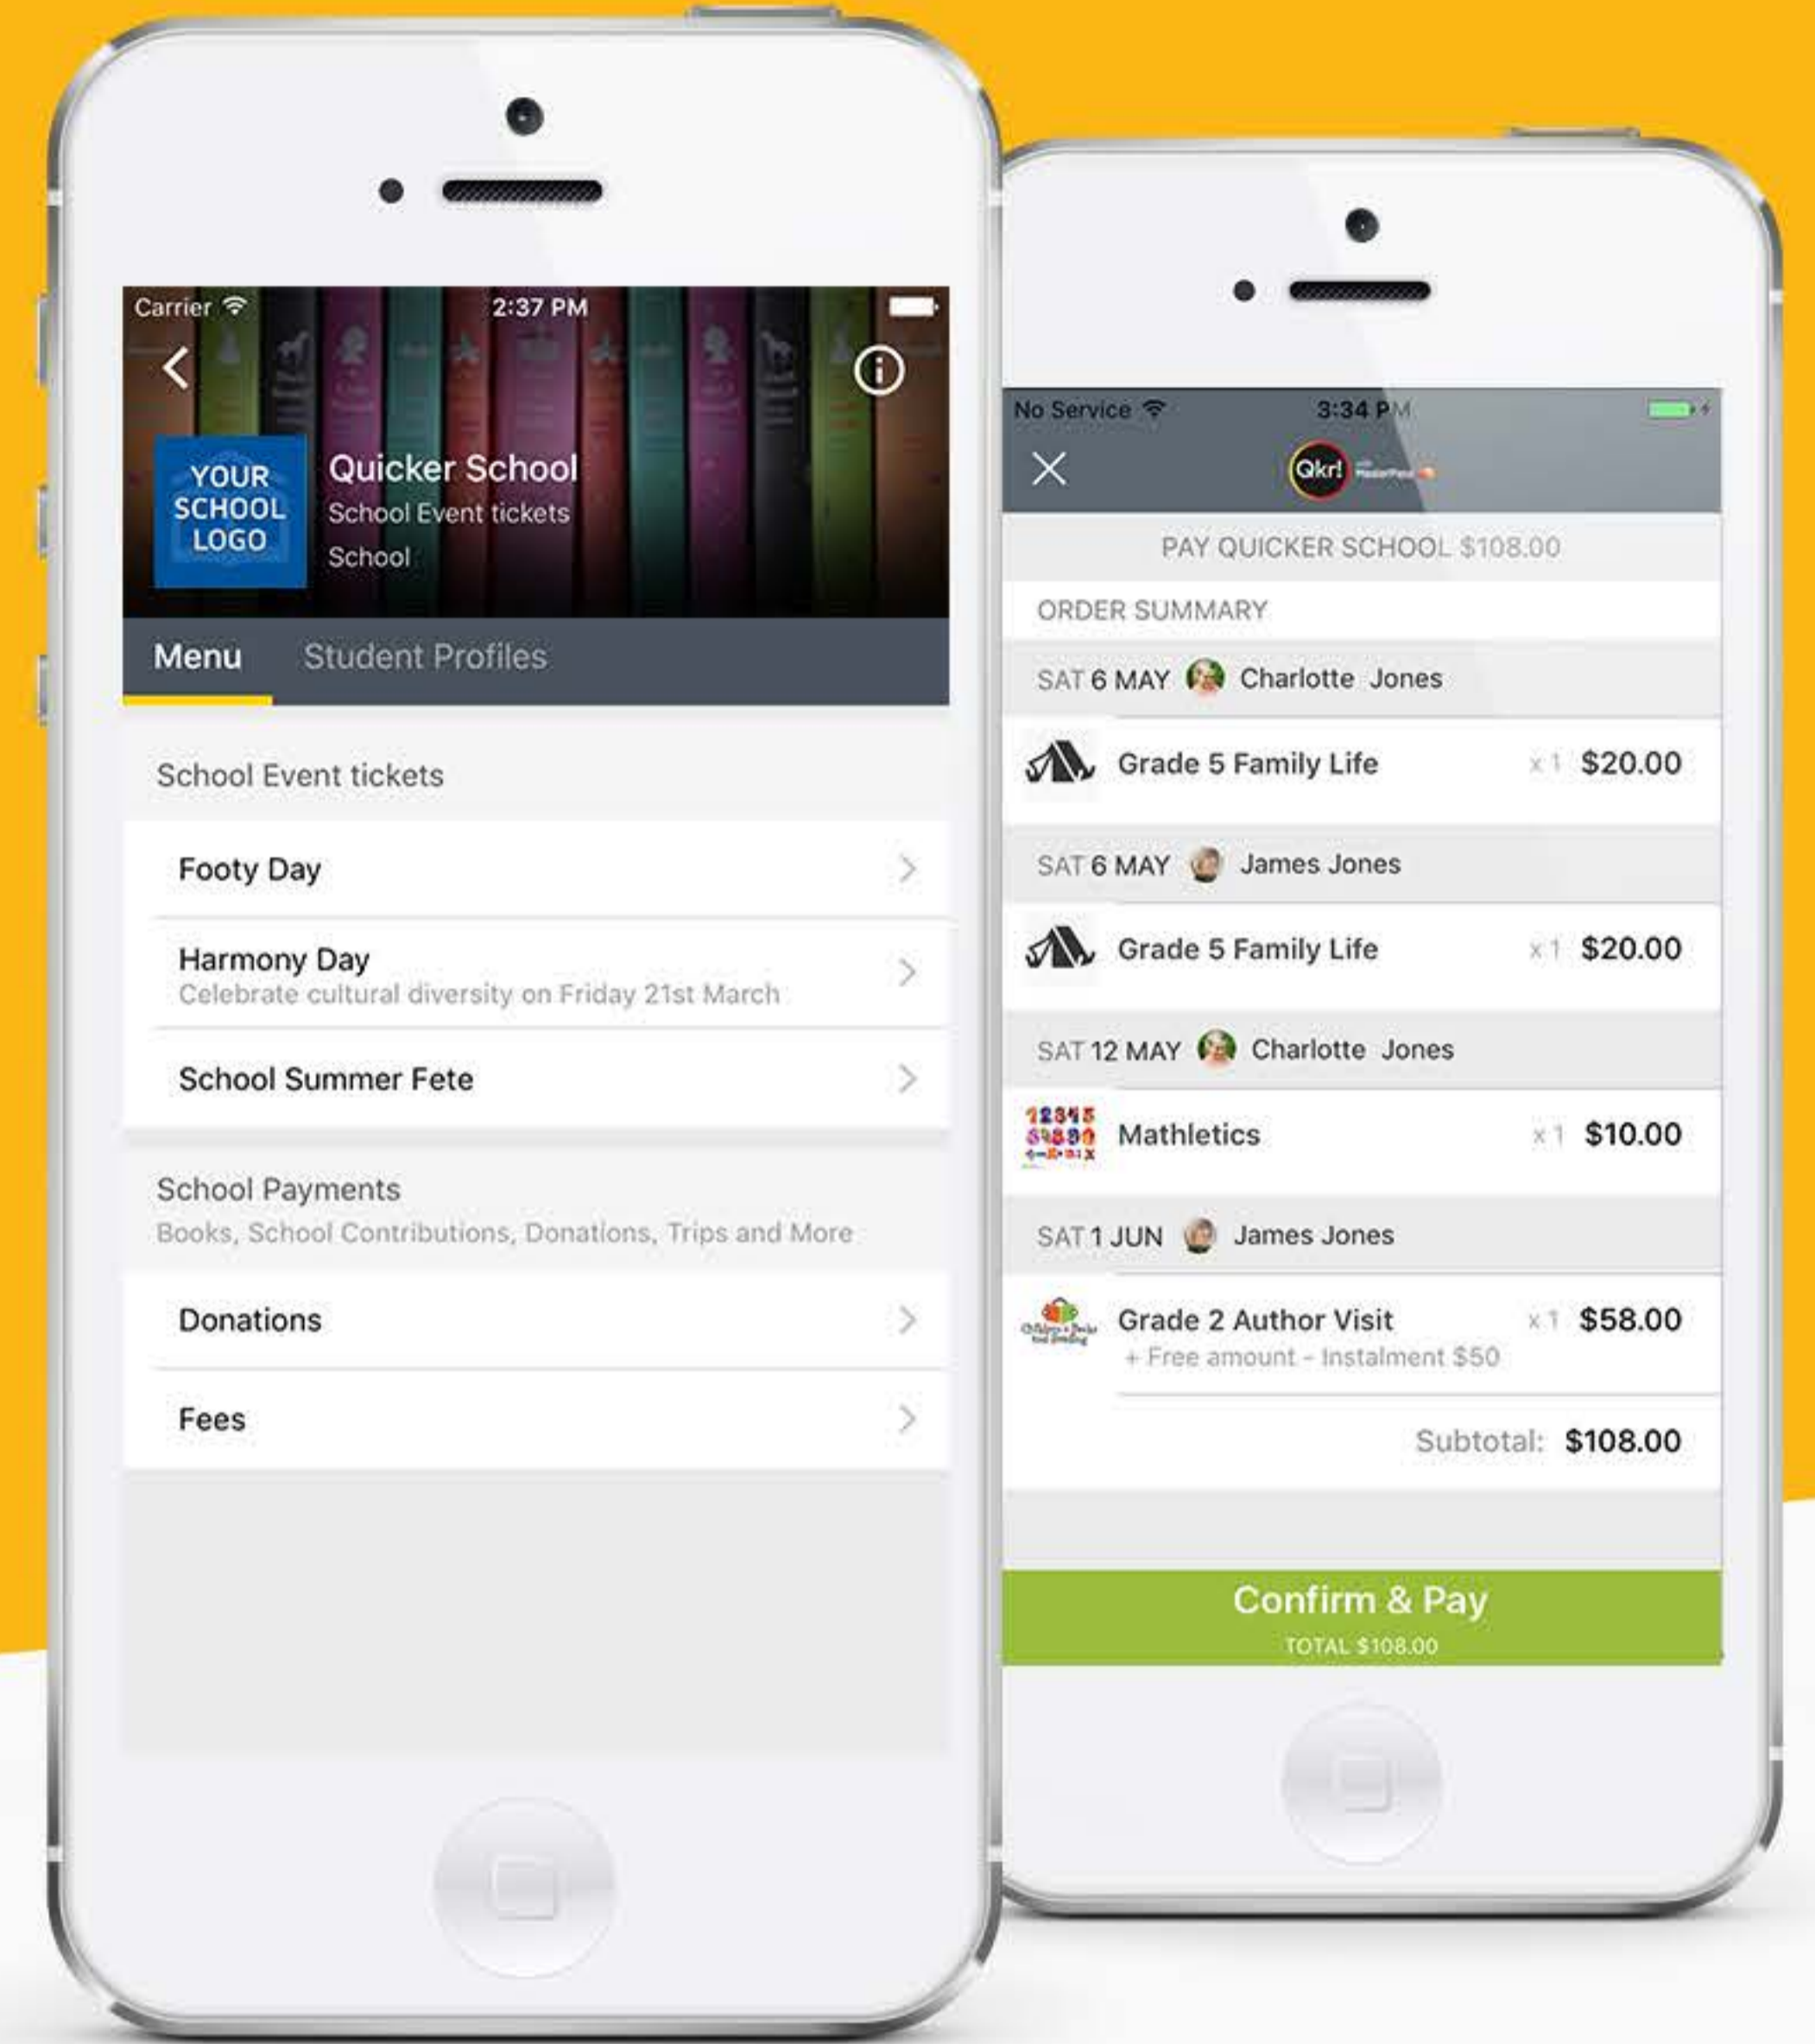 Carrier
2:37 PM
YOUR
SCHOOL
LOGO
Quicker School
School Event tickets
School
Menu
Student Profiles
School Event tickets
Footy Day
Harmony Day
Celebrate cultural diversity on Friday 21st March
School Summer Fete
School Payments
Books, School Contributions, Donations, Trips and More
Donations
Fees
No Service
3:34 PM
Qkr!
PAY QUICKER SCHOOL $108.00
ORDER SUMMARY
SAT 6 MAY Charlotte Jones
Grade 5 Family Life x 1 $20.00
SAT 6 MAY James Jones
Grade 5 Family Life x 1 $20.00
SAT 12 MAY Charlotte Jones
12345
67890
Mathletics x 1 $10.00
SAT 1 JUN James Jones
Grade 2 Author Visit x 1 $58.00
+ Free amount - Instalment $50
Subtotal: $108.00
Confirm & Pay
TOTAL $108.00